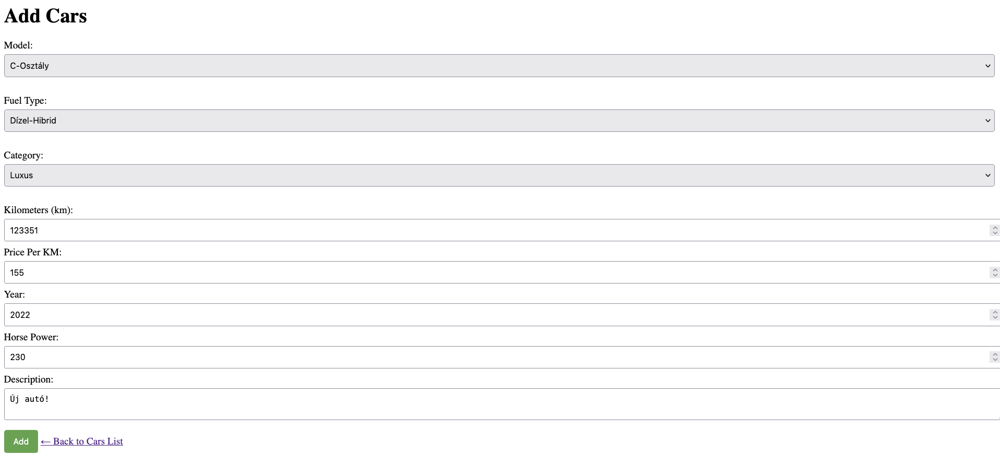 Add Cars
Model:
C-Osztály
Fuel Type:
Dízel-Hibrid
Category:
Luxus
Kilometers (km):
123351
Price Per KM:
155
Year:
2022
Horse Power:
230
Description:
Új autó!
Add ← Back to Cars List